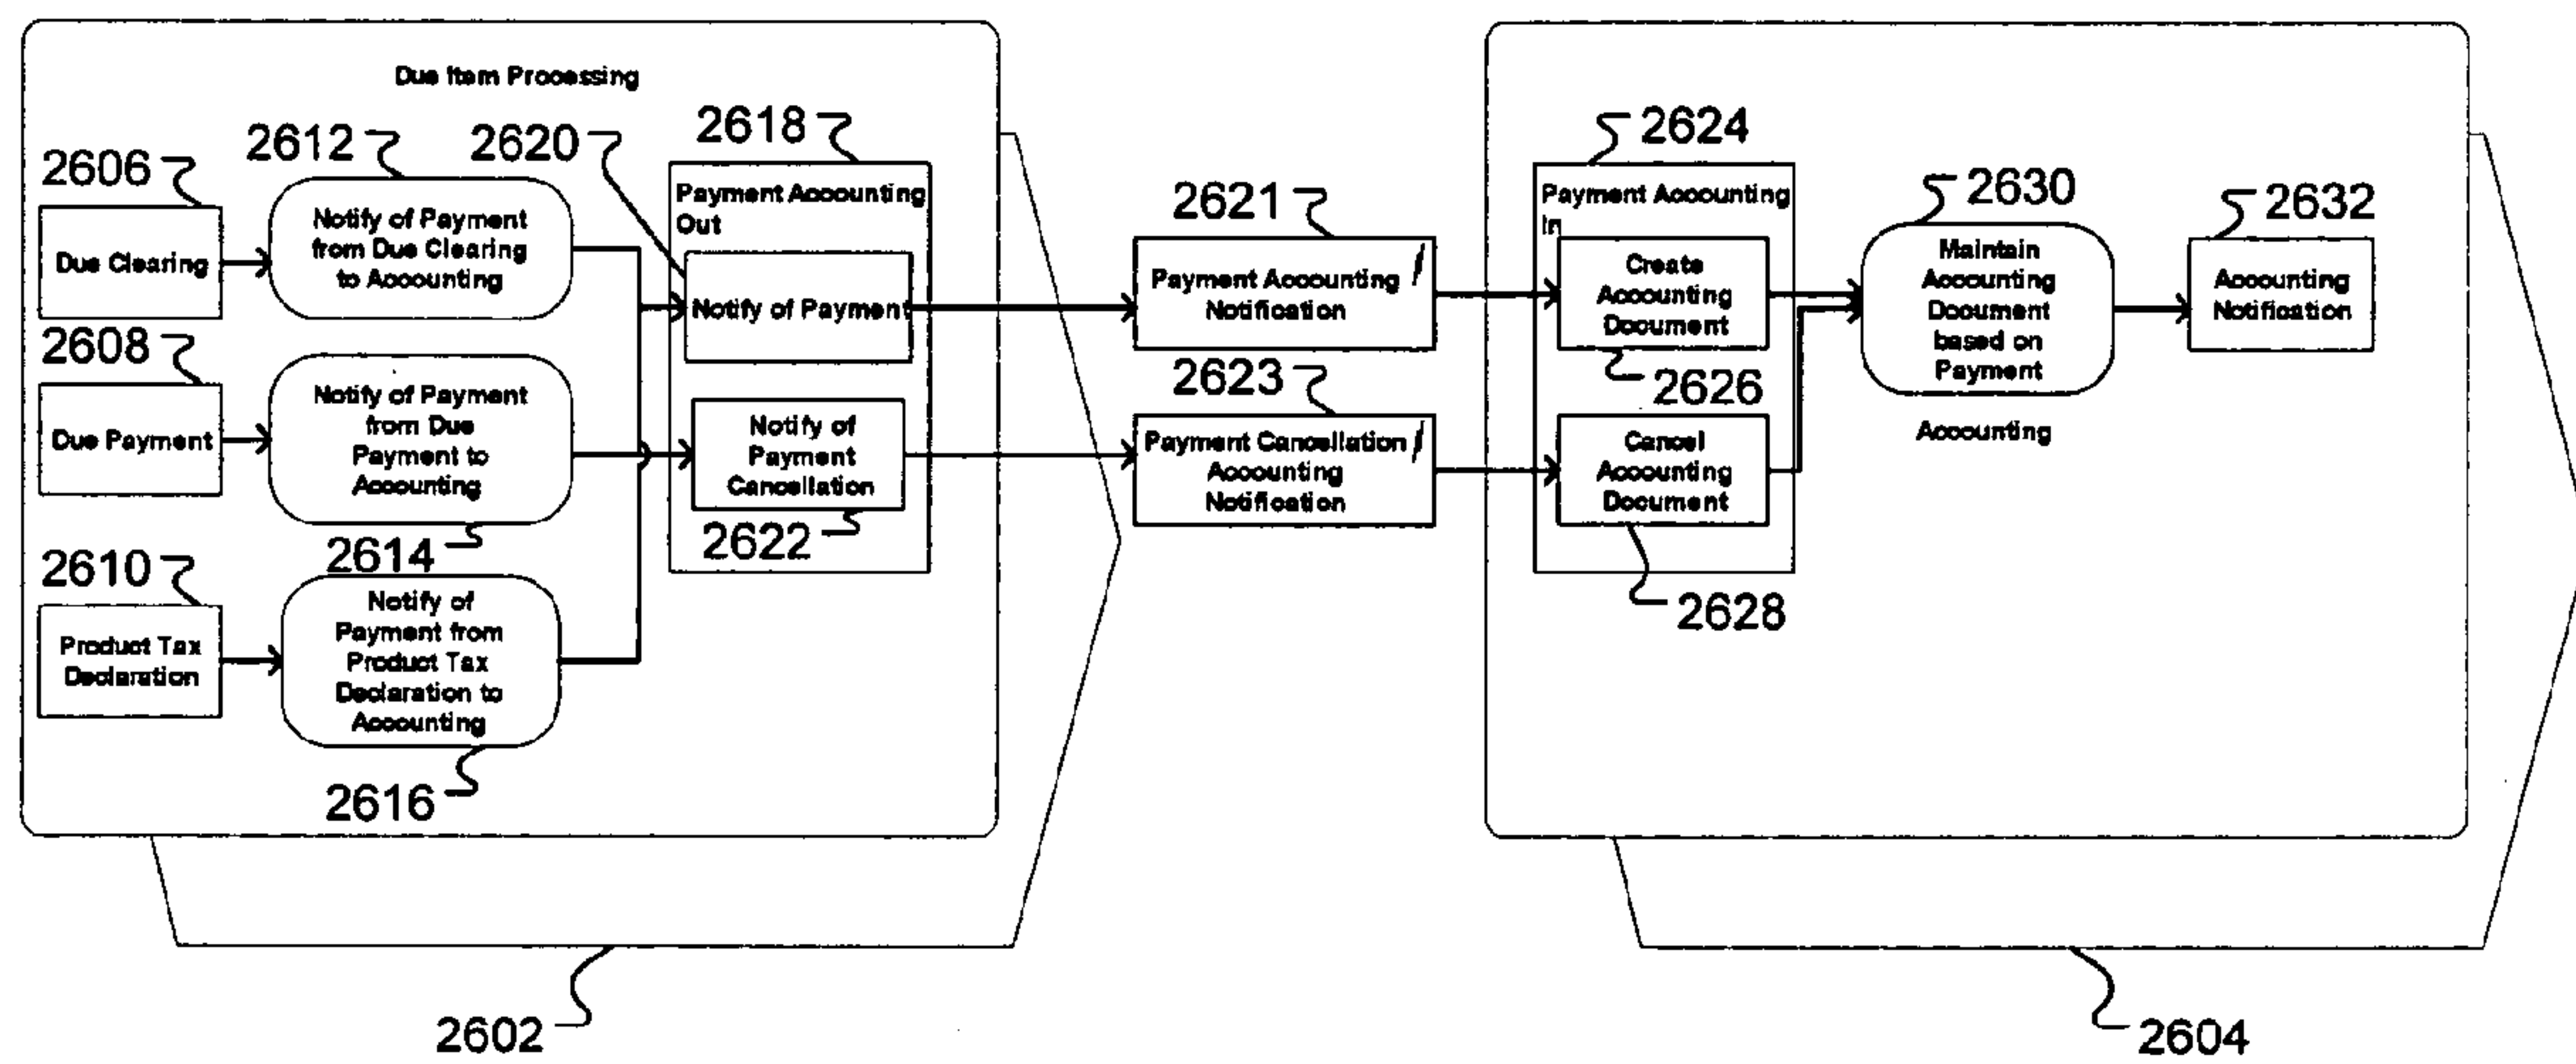 Due Item Processing
2606
2612
2620
2618
Due Clearing
Notify of Payment
from Due Clearing
to Accounting
Payment Accounting
Out
Notify of Payment
2608
Due Payment
Notify of Payment
from Due
Payment to
Accounting
2614
Notify of
Payment
Cancellation
2622
2610
Product Tax
Declaration
Notify of
Payment from
Product Tax
Declaration to
Accounting
2616
2602
2621
Payment Accounting
Notification
2623
Payment Cancellation
Accounting
Notification
2624
Payment Accounting
In
Create
Accounting
Document
2626
Cancel
Accounting
Document
2628
2630
Maintain
Accounting
Document
based on
Payment
Accounting
2632
Accounting
Notification
2604